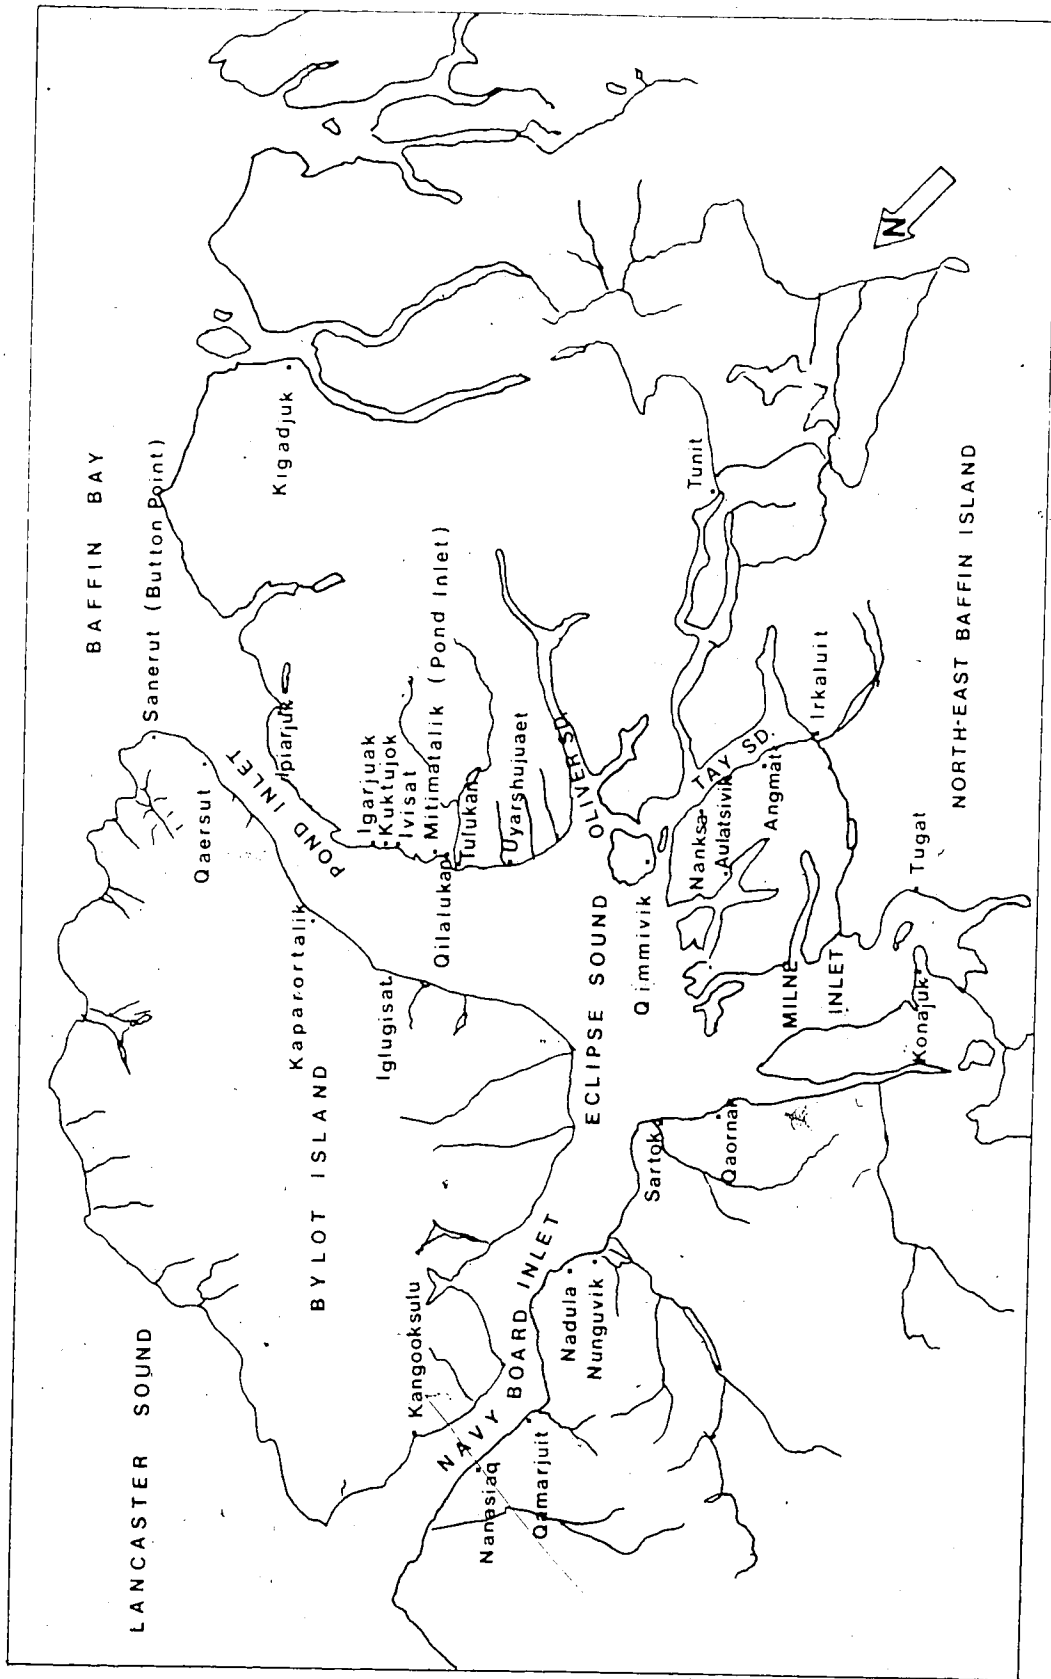 LANCASTER SOUND
BAFFIN BAY
Sanerut (Button Point)
Qaersut
POND INLET
Kigadjuk
Ipiarjuk
Kaparortalik
BYLOT ISLAND
Iglugisat
Igarjuak
Kuktujok
Ivisat
Mitimatalik (Pond Inlet)
Qilalukan
Tulukan
Uyarshujuaet
Kangooksulu
NAVY BOARD INLET
Nanasiaq
Qamarjuit
Nadula
Nunguvik
ECLIPSE SOUND
OLIVER SD.
Qimmivik
Sartok
Qaornak
Nanksa
Aulatsivik
TAY SD.
Angmat
Tunit
MILNE
INLET
Irkaluit
Konajuk
Tugat
NORTH-EAST BAFFIN ISLAND
N